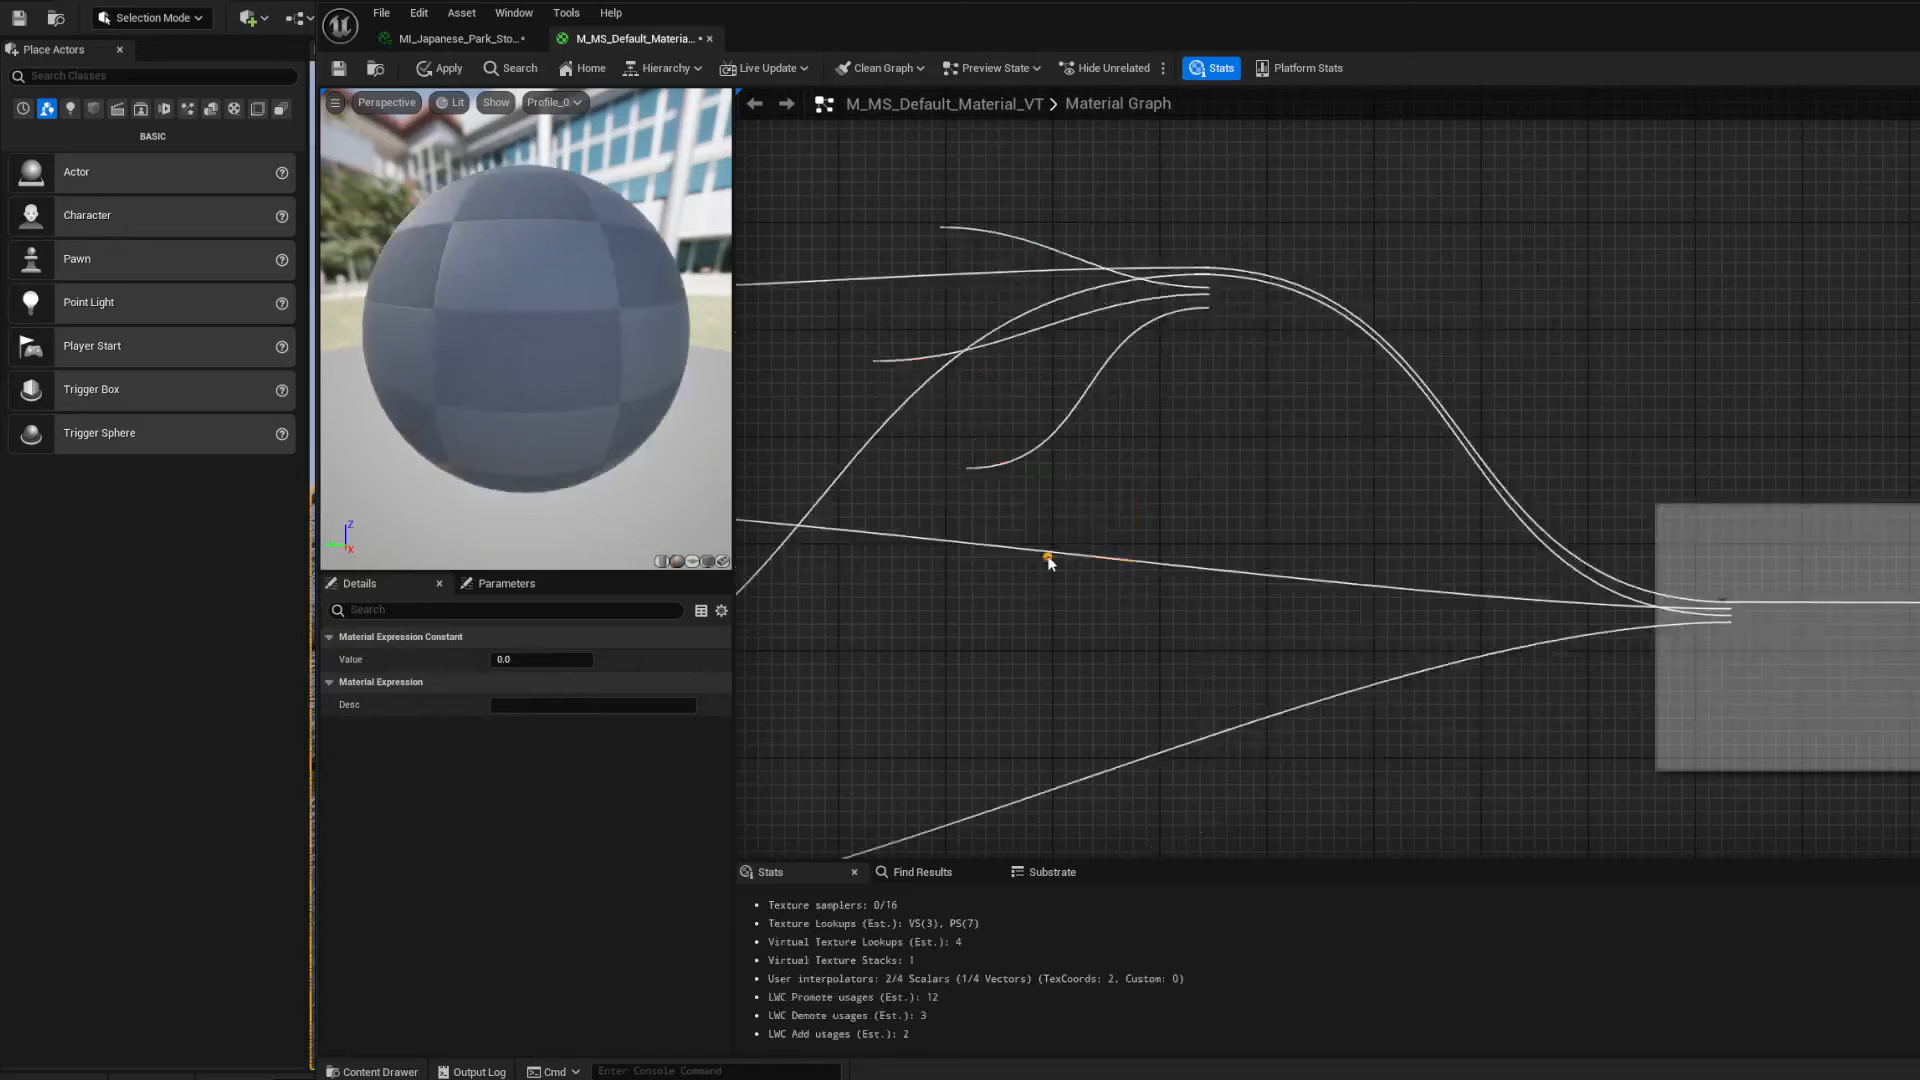 File Edit Asset Window Tools Help
Selection Mode
MI_Japanese_Park_Sto...•
M_MS_Default_Materia... •
Place Actors
Search Classes
Apply Search Home Hierarchy Live Update Clean Graph Preview State Hide Unrelated Stats Platform Stats
Perspective Lit Show Profile_0
M_MS_Default_Material_VT > Material Graph
BASIC
Actor
Character
Pawn
Point Light
Player Start
Trigger Box
Trigger Sphere
Z
X
Details Parameters
Search
Material Expression Constant
Value 0.0
Material Expression
Desc
Stats Find Results Substrate
• Texture samplers: 0/16
• Texture Lookups (Est.): VS(3), PS(7)
• Virtual Texture Lookups (Est.): 4
• Virtual Texture Stacks: 1
• User interpolators: 2/4 Scalars (1/4 Vectors) (TexCoords: 2, Custom: 0)
• LWC Promote usages (Est.): 12
• LWC Demote usages (Est.): 3
• LWC Add usages (Est.): 2
Content Drawer Output Log Cmd Enter Console Command